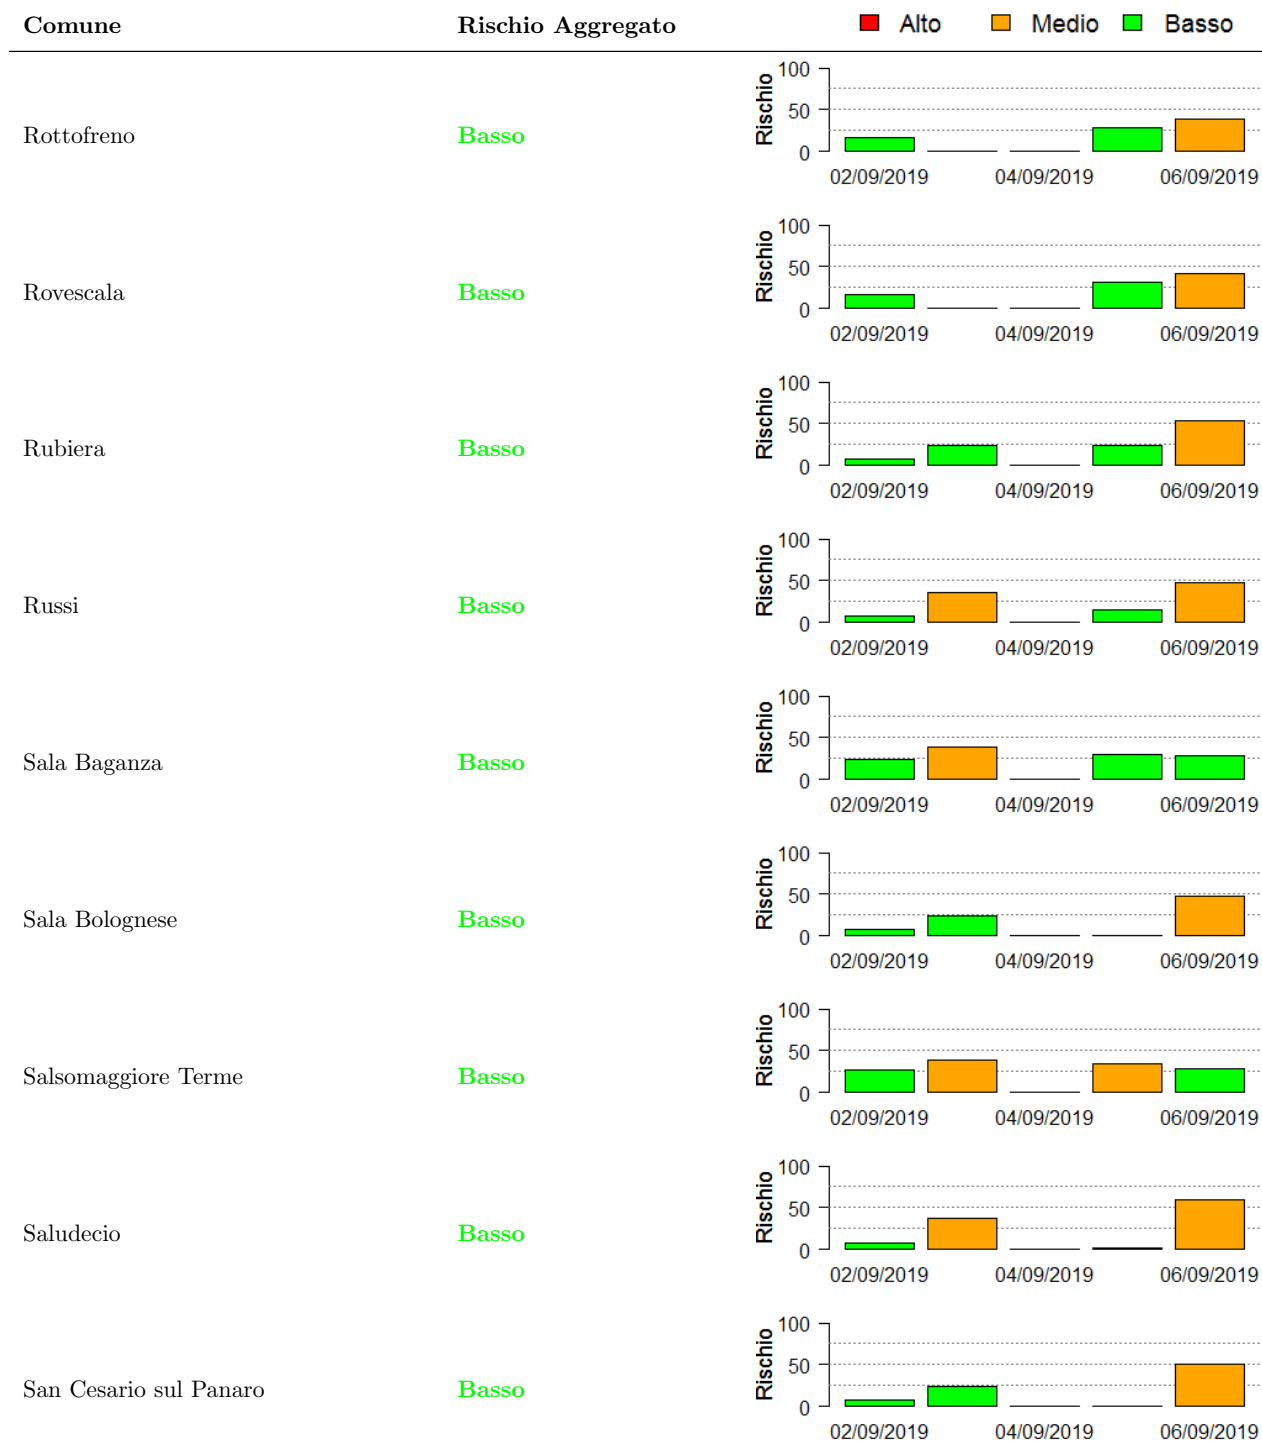 Comune Rischio Aggregato Alto Medio Basso
Rottofreno Basso Rischio 100 50 0
02/09/2019 04/09/2019 06/09/2019
Rovescala Basso Rischio 100 50 0
02/09/2019 04/09/2019 06/09/2019
Rubiera Basso Rischio 100 50 0
02/09/2019 04/09/2019 06/09/2019
Russi Basso Rischio 100 50 0
02/09/2019 04/09/2019 06/09/2019
Sala Baganza Basso Rischio 100 50 0
02/09/2019 04/09/2019 06/09/2019
Sala Bolognese Basso Rischio 100 50 0
02/09/2019 04/09/2019 06/09/2019
Salsomaggiore Terme Basso Rischio 100 50 0
02/09/2019 04/09/2019 06/09/2019
Saludecio Basso Rischio 100 50 0
02/09/2019 04/09/2019 06/09/2019
San Cesario sul Panaro Basso Rischio 100 50 0
02/09/2019 04/09/2019 06/09/2019